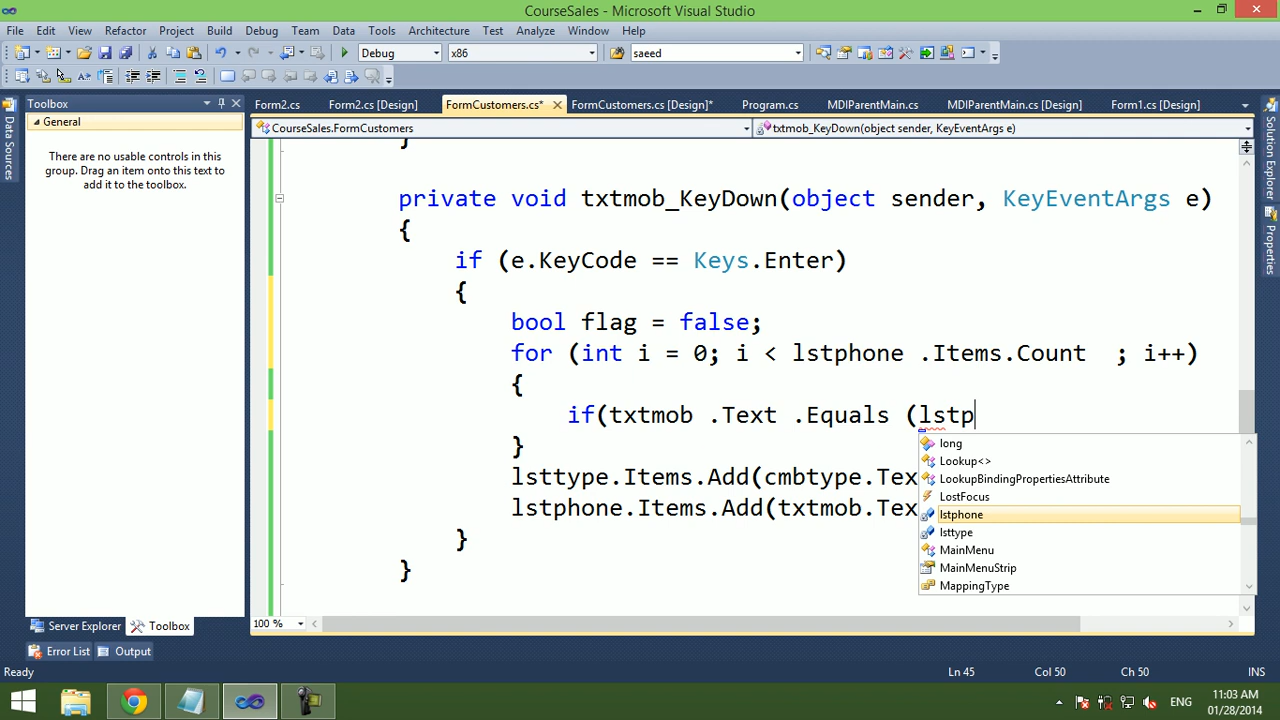 CourseSales - Microsoft Visual Studio
File Edit View Refactor Project Build Debug Team Data Tools Architecture Test Analyze Window Help
Debug x86 saeed
Toolbox
Form2.cs Form2.cs [Design] FormCustomers.cs* FormCustomers.cs [Design]* Program.cs MDIParentMain.cs MDIParentMain.cs [Design] Form1.cs [Design]
General
CourseSales.FormCustomers txtmob_KeyDown(object sender, KeyEventArgs e)
Data Sources
Solution Explorer
Properties
There are no usable controls in this
group. Drag an item onto this text to
add it to the toolbox.
}
private void txtmob_KeyDown(object sender, KeyEventArgs e)
{
if (e.KeyCode == Keys.Enter)
{
bool flag = false;
for (int i = 0; i < lstphone .Items.Count ; i++)
{
if(txtmob .Text .Equals (lstp
}
lsttype.Items.Add(cmbtype.Tex
lstphone.Items.Add(txtmob.Tex
}
}
long
Lookup<>
LookupBindingPropertiesAttribute
LostFocus
lstphone
lsttype
MainMenu
MainMenuStrip
MappingType
Server Explorer Toolbox
100 %
Error List Output
Ready Ln 45 Col 50 Ch 50 INS
ENG
11:03 AM
01/28/2014